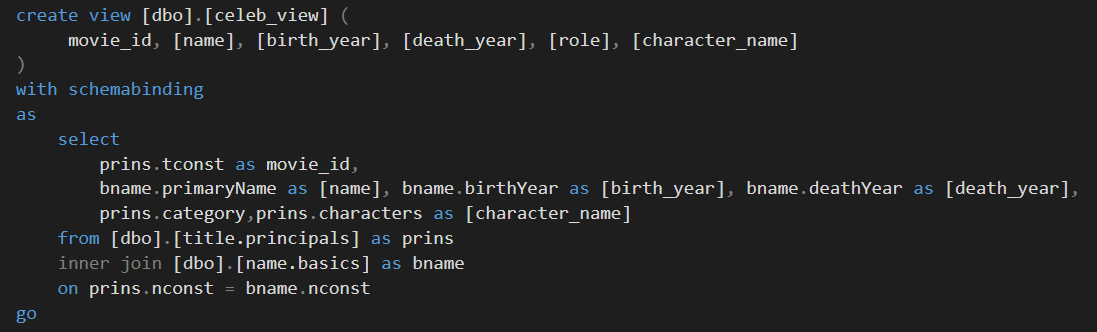 create view [dbo].[celeb_view] (
movie_id, [name], [birth_year], [death_year], [role], [character_name]
)
with schemabinding
as
select
prins.tconst as movie_id,
bname.primaryName as [name], bname.birthYear as [birth_year], bname.deathYear as [death_year],
prins.category,prins.characters as [character_name]
from [dbo].[title.principals] as prins
inner join [dbo].[name.basics] as bname
on prins.nconst = bname.nconst
go